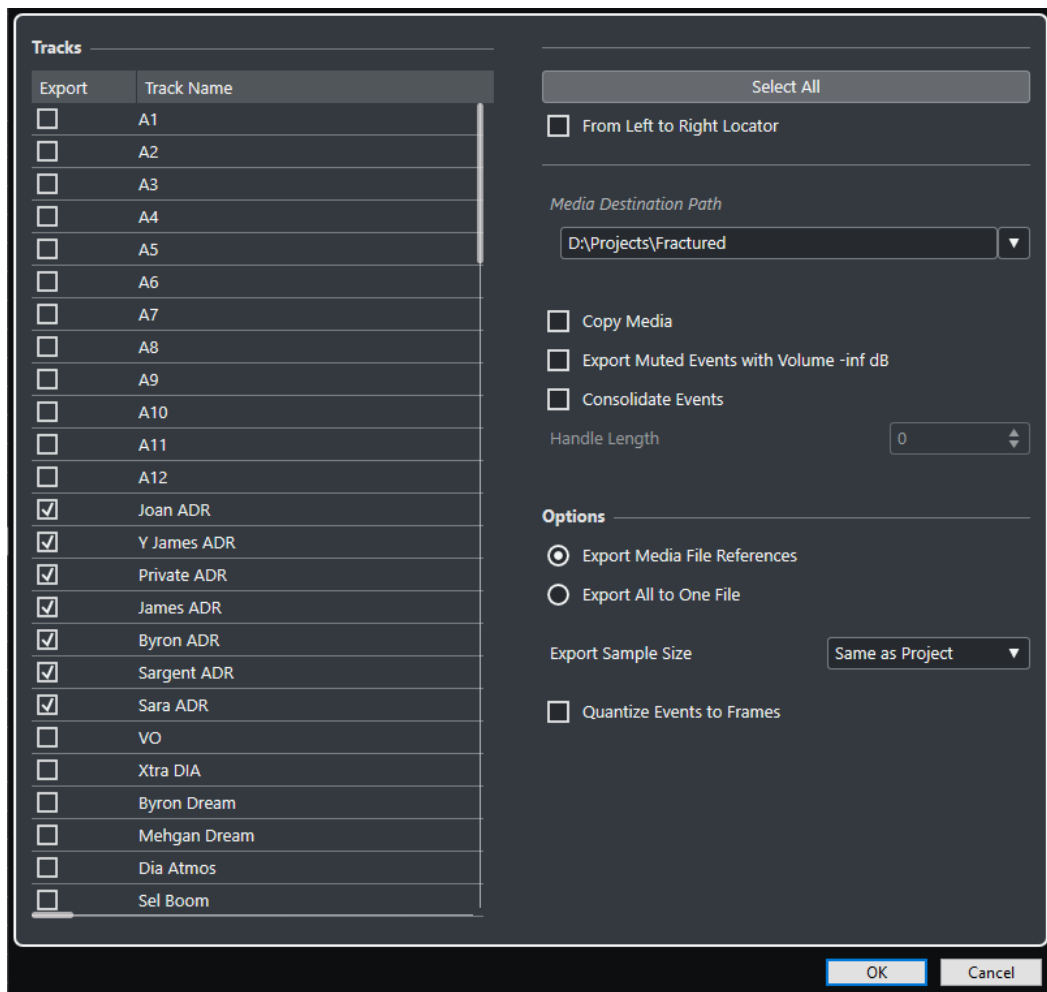 Tracks
Export Track Name
A1
A2
A3
A4
A5
A6
A7
A8
A9
A10
A11
A12
Joan ADR
Y James ADR
Private ADR
James ADR
Byron ADR
Sargent ADR
Sara ADR
VO
Xtra DIA
Byron Dream
Mehgan Dream
Dia Atmos
Sel Boom
Select All
From Left to Right Locator
Media Destination Path
D:\Projects\Fractured
Copy Media
Export Muted Events with Volume -inf dB
Consolidate Events
Handle Length 0
Options
Export Media File References
Export All to One File
Export Sample Size Same as Project
Quantize Events to Frames
OK Cancel